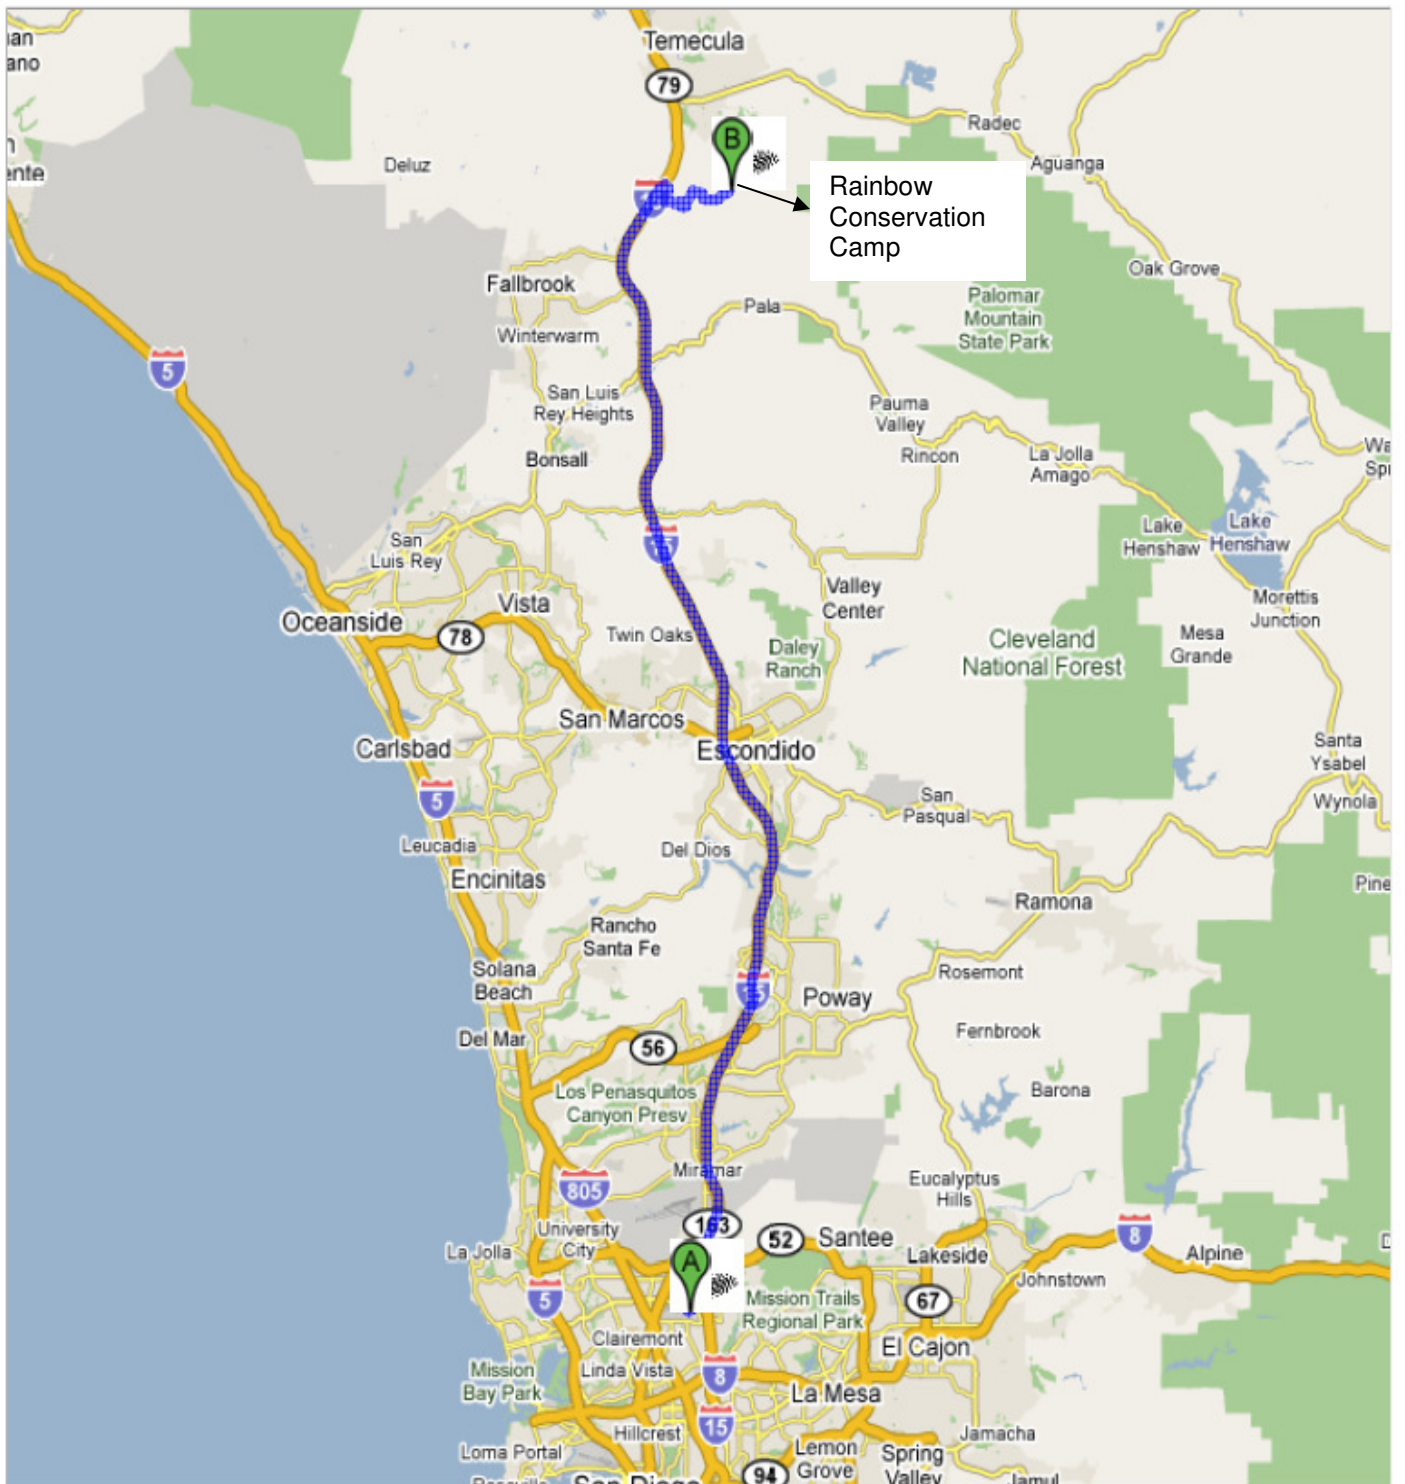 Temecula
79
Radec
Aguanga
B
Deluz
Rainbow
Conservation
Camp
Oak Grove
Fallbrook
Palomar
Mountain
State Park
Pala
Winterwarm
5
San Luis
Rey Heights
Pauma
Valley
Rincon
La Jolla
Amago
Bonsall
Lake
Henshaw
Lake
Henshaw
San
Luis Rey
15
Valley
Center
Morettis
Junction
Vista
Oceanside
78
Twin Oaks
Daley
Ranch
Cleveland
National Forest
Mesa
Grande
San Marcos
Carlsbad
Escondido
Santa
Ysabel
5
San
Pasqual
Wynola
Leucadia
Del Dios
Encinitas
Ramona
Rancho
Santa Fe
Solana
Beach
Rosemont
15
Poway
Del Mar
56
Fernbrook
Los Penasquitos
Canyon Presv
Barona
Miramar
805
Eucalyptus
Hills
163
University
City
52
Santee
8
La Jolla
Lakeside
Alpine
A
Johnstown
5
Mission Trails
Regional Park
67
Clairemont
El Cajon
Mission
Bay Park
Linda Vista
8
La Mesa
15
Hillcrest
Jamacha
Loma Portal
Lemon
Grove
Spring
Valley
94
San Diego
Jamul